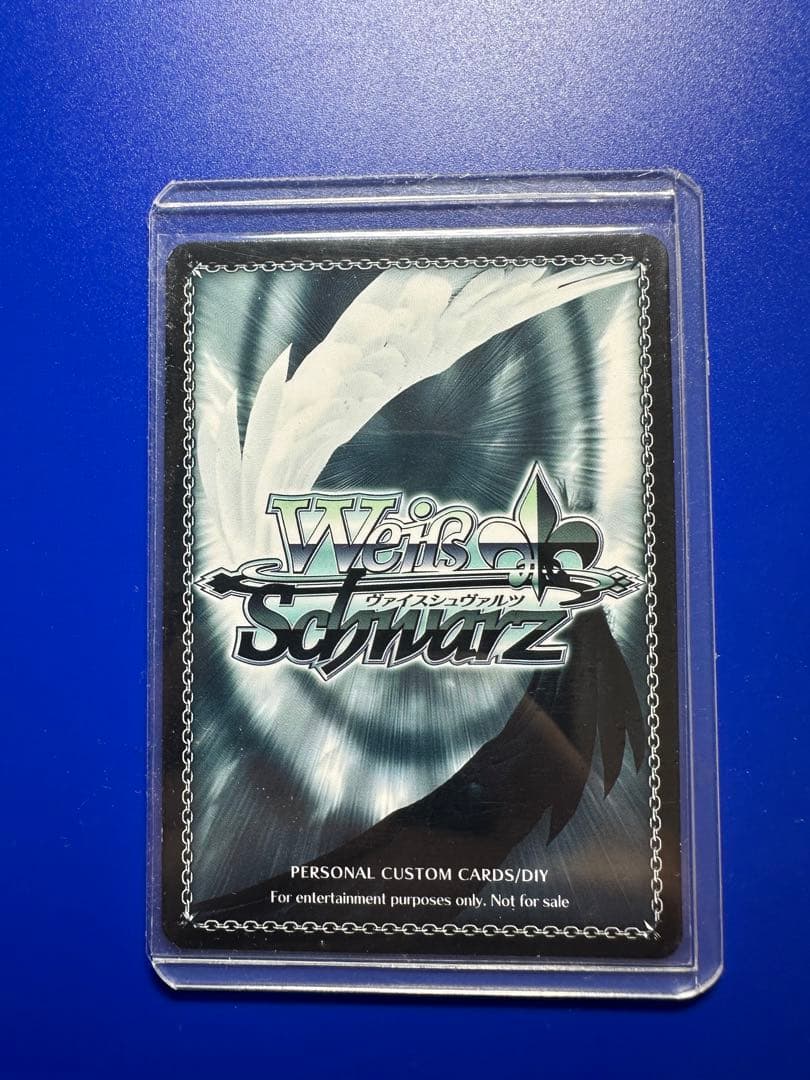 Weiß
ヴァイスシュヴァルツ
Schwarz
PERSONAL CUSTOM CARDS/DIY
For entertainment purposes only. Not for sale